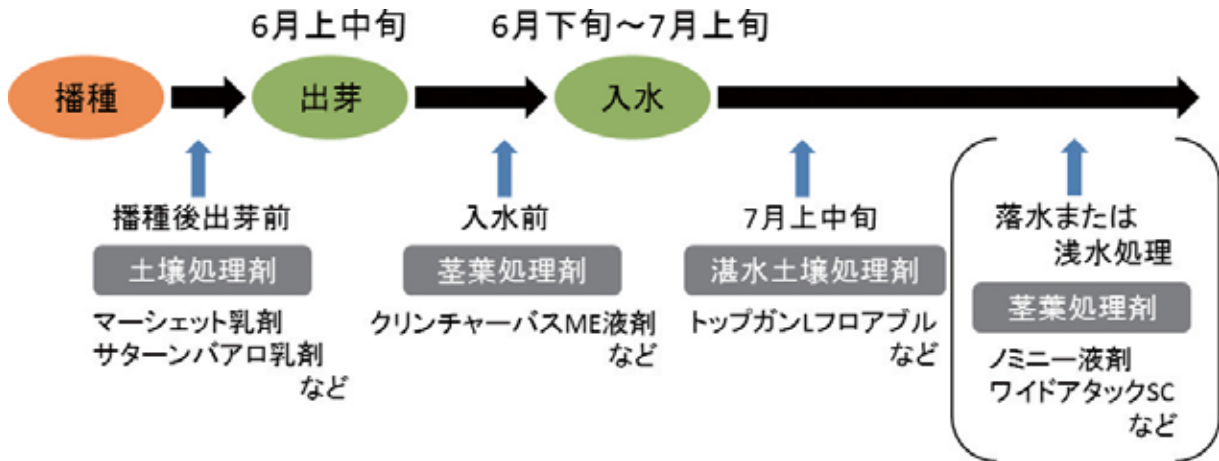 6月上中旬
6月下旬～7月上旬
播種
出芽
入水
播種後出芽前
土壌処理剤
マーシェット乳剤
サターンバアロ乳剤
など
入水前
茎葉処理剤
クリンチャーバスME液剤
など
7月上中旬
湛水土壌処理剤
トップガンLフロアブル
など
落水または
浅水処理
茎葉処理剤
ノミニー液剤
ワイドアタックSC
など